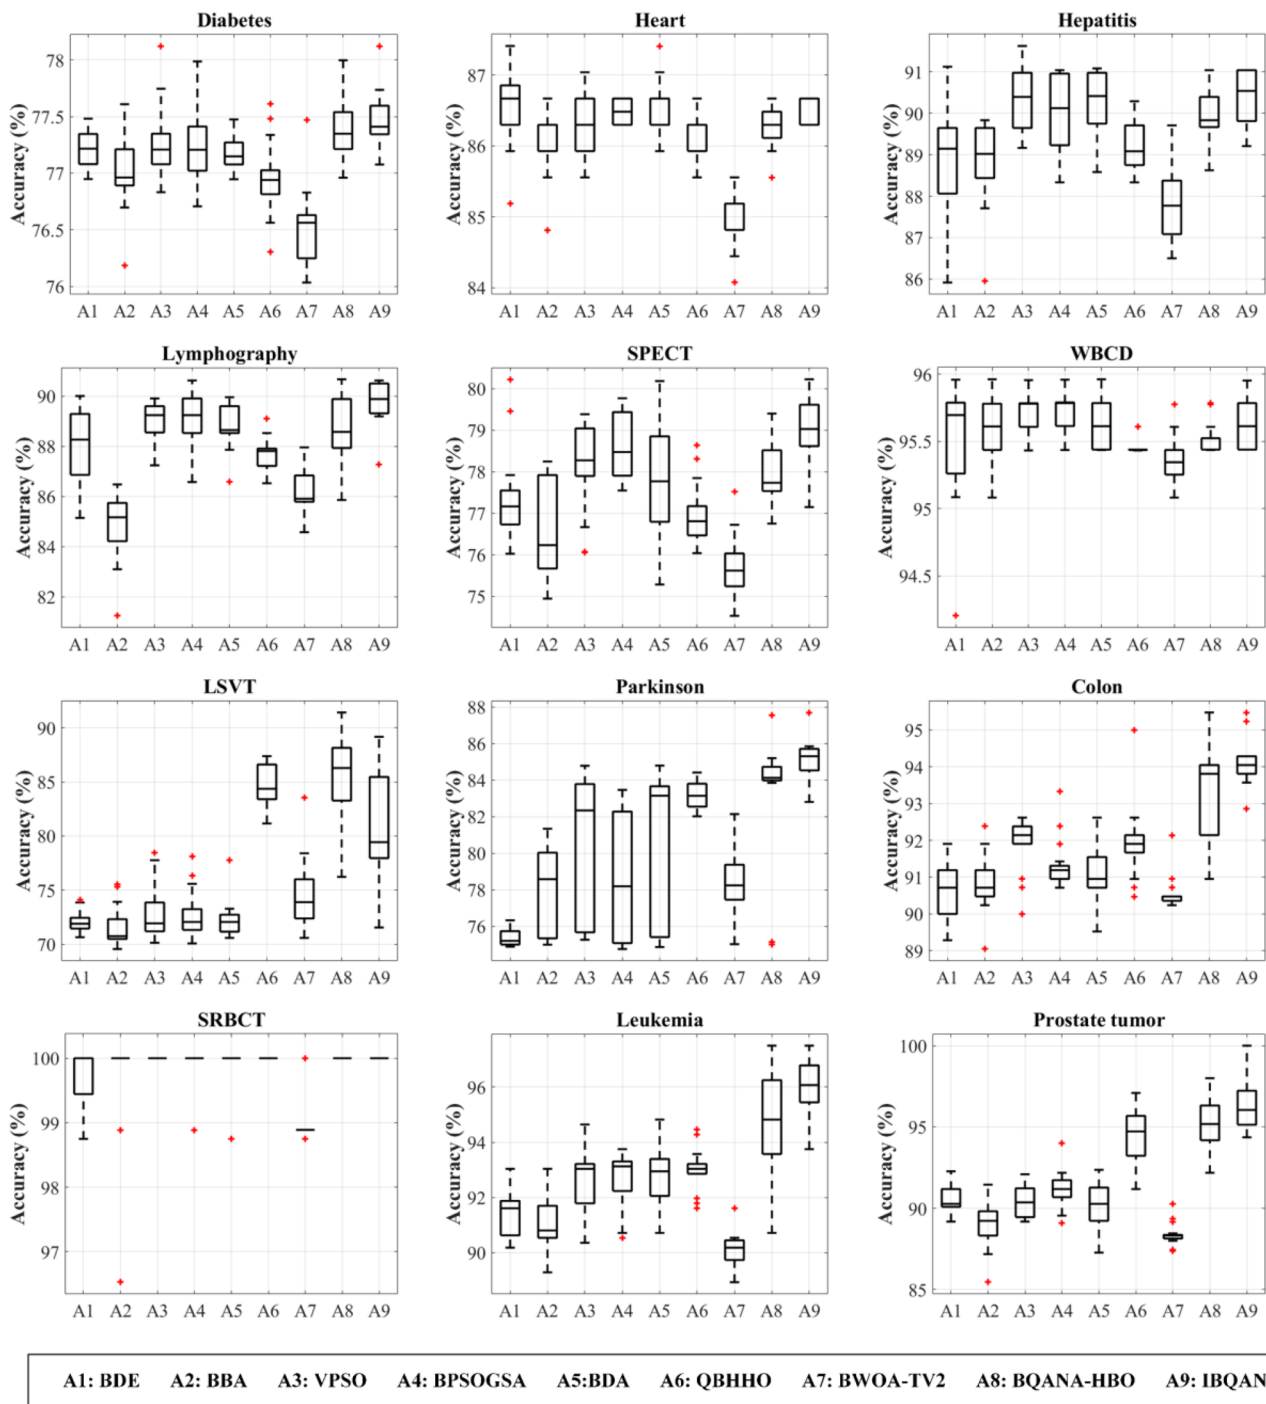 Diabetes Heart Hepatitis
Accuracy (%) 78 77.5 77 76.5 76
A1 A2 A3 A4 A5 A6 A7 A8 A9
Accuracy (%) 87 86 85 84
A1 A2 A3 A4 A5 A6 A7 A8 A9
Accuracy (%) 91 90 89 88 87 86
A1 A2 A3 A4 A5 A6 A7 A8 A9
Lymphography SPECT WBCD
Accuracy (%) 90 88 86 84 82
A1 A2 A3 A4 A5 A6 A7 A8 A9
Accuracy (%) 80 79 78 77 76 75
A1 A2 A3 A4 A5 A6 A7 A8 A9
Accuracy (%) 96 95.5 95 94.5
A1 A2 A3 A4 A5 A6 A7 A8 A9
LSVT Parkinson Colon
Accuracy (%) 90 85 80 75 70
A1 A2 A3 A4 A5 A6 A7 A8 A9
Accuracy (%) 88 86 84 82 80 78 76
A1 A2 A3 A4 A5 A6 A7 A8 A9
Accuracy (%) 95 94 93 92 91 90 89
A1 A2 A3 A4 A5 A6 A7 A8 A9
SRBCT Leukemia Prostate tumor
Accuracy (%) 100 99 98 97
A1 A2 A3 A4 A5 A6 A7 A8 A9
Accuracy (%) 96 94 92 90
A1 A2 A3 A4 A5 A6 A7 A8 A9
Accuracy (%) 100 95 90 85
A1 A2 A3 A4 A5 A6 A7 A8 A9
A1: BDE A2: BBA A3: VPSO A4: BPSOGSA A5:BDA A6: QBHHO A7: BWOA-TV2 A8: BQANA-HBO A9: IBQAN